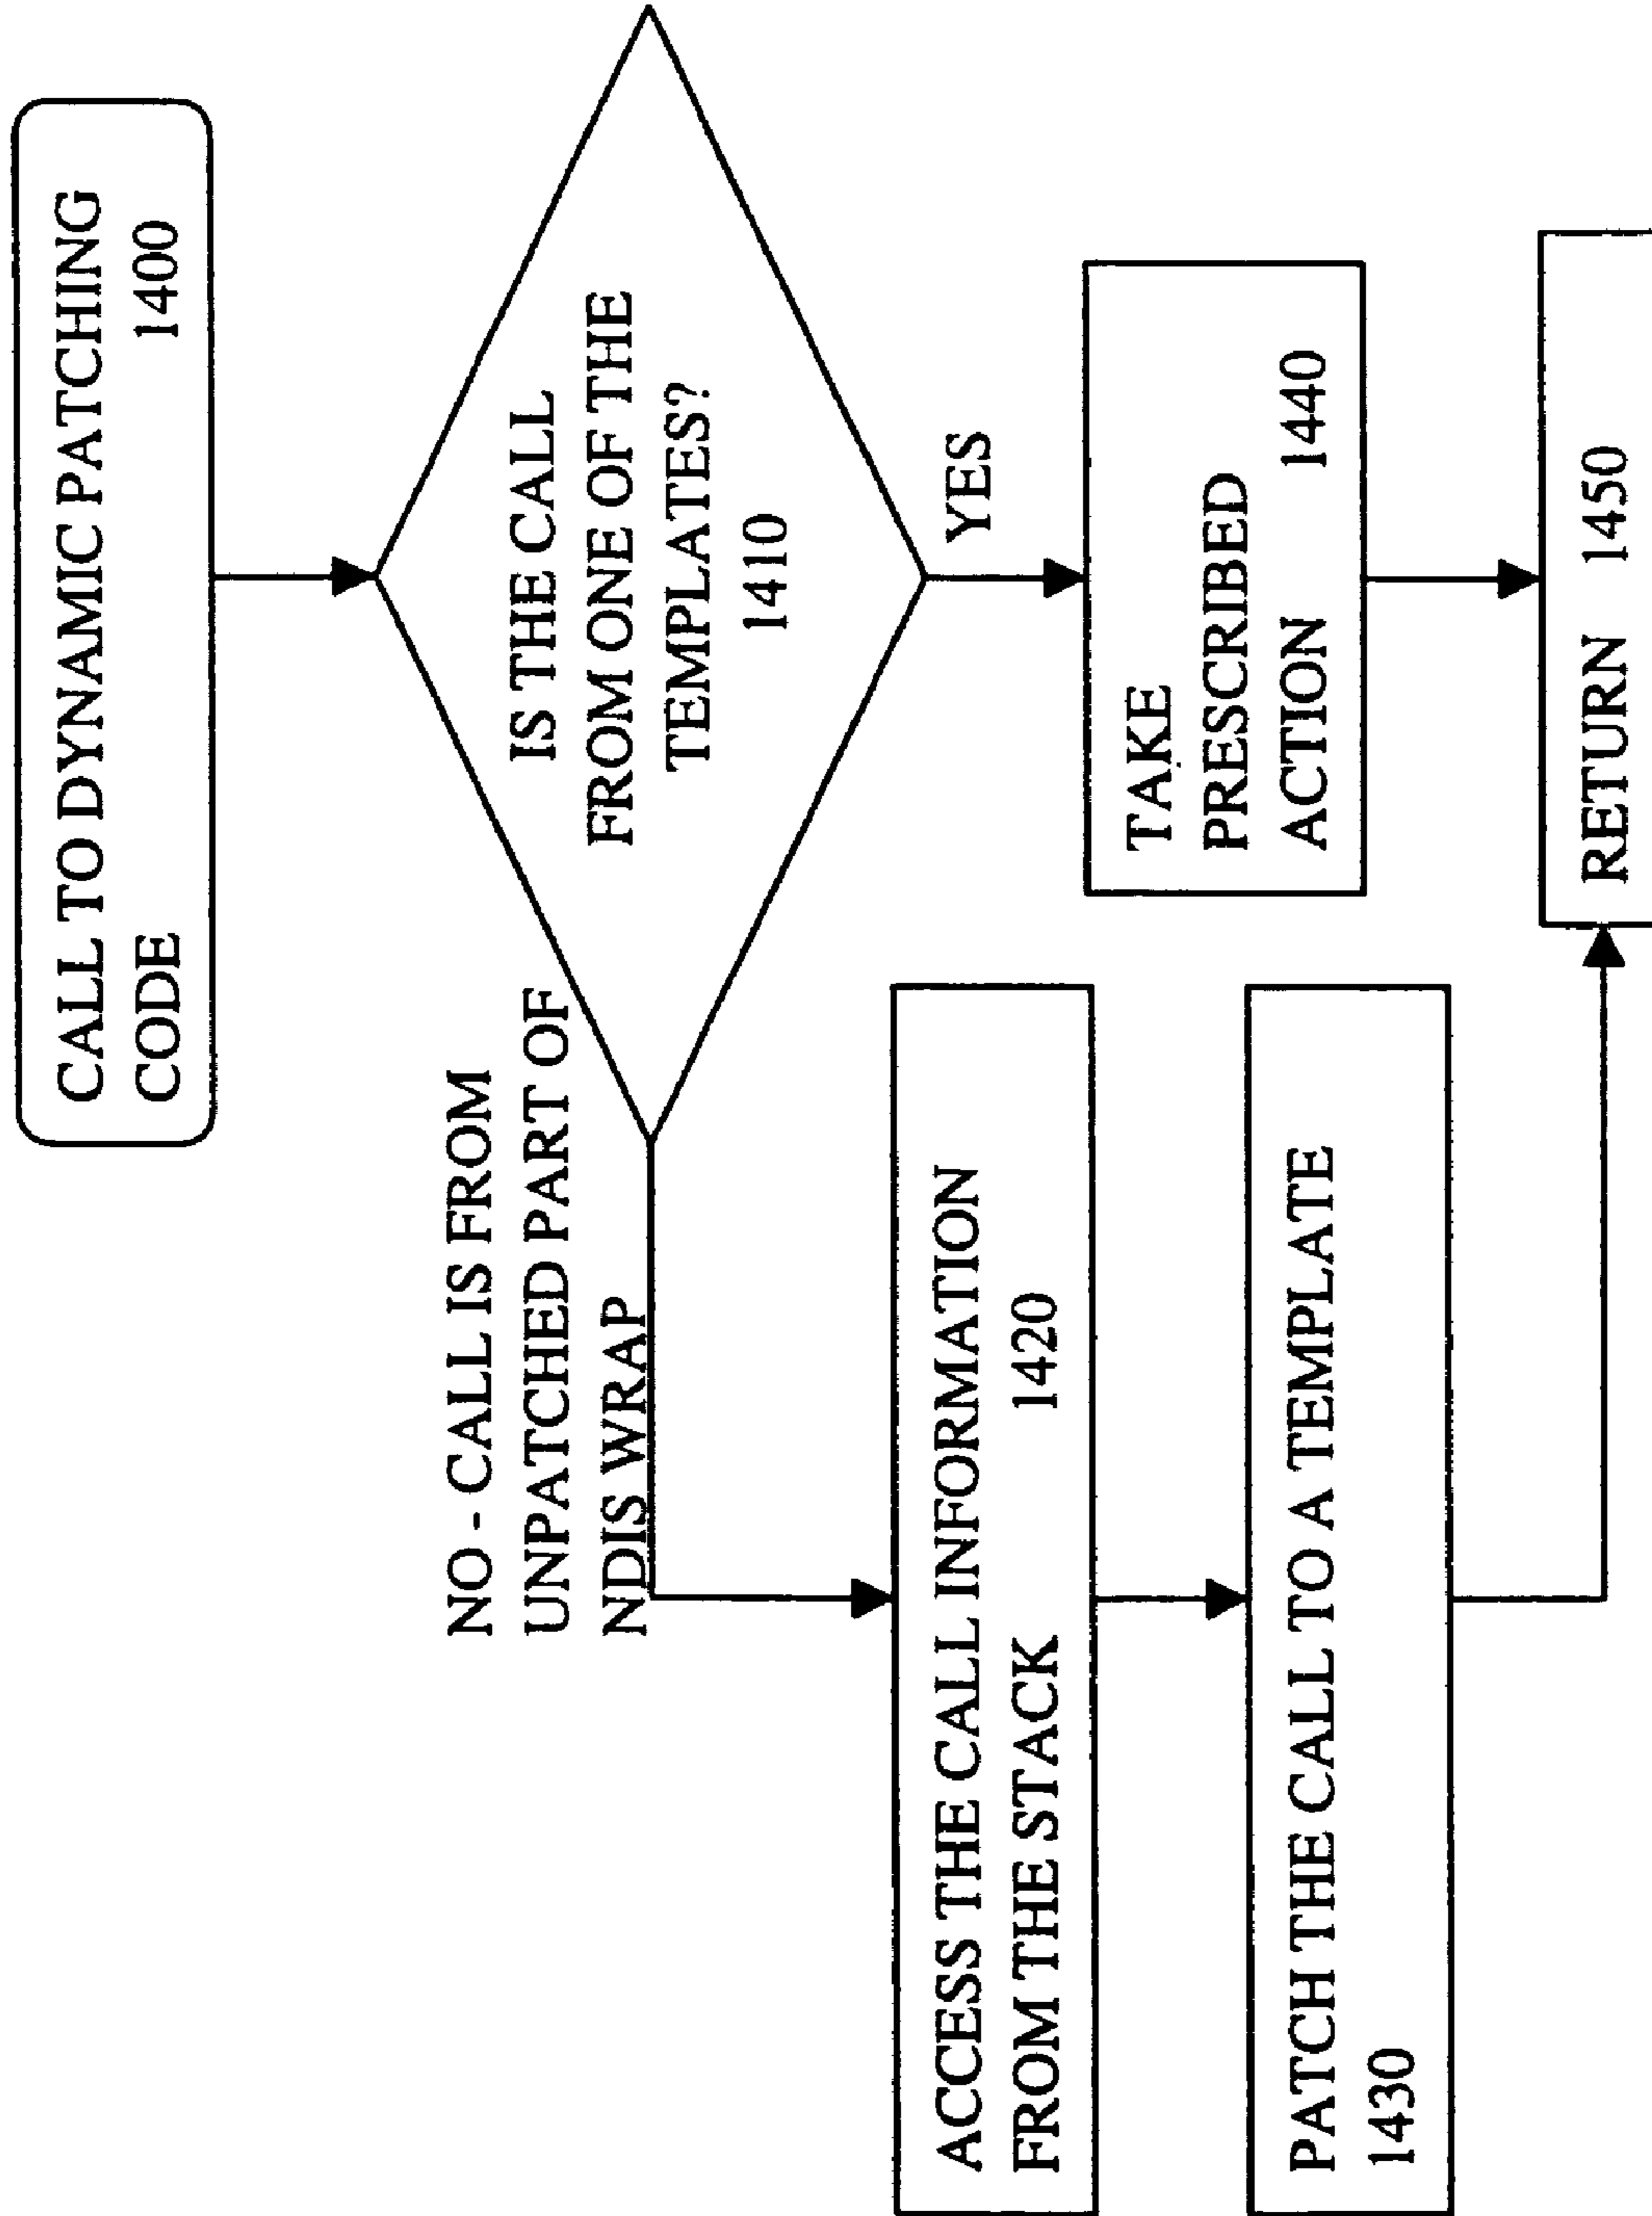 CALL TO DYNAMIC PATCHING
CODE 1400
IS THE CALL
FROM ONE OF THE
TEMPLATES?
1410
NO - CALL IS FROM
UNPATCHED PART OF
NDIS WRAP
YES
ACCESS THE CALL INFORMATION
FROM THE STACK 1420
PATCH THE CALL TO A TEMPLATE
1430
TAKE
PRESCRIBED
ACTION 1440
RETURN 1450